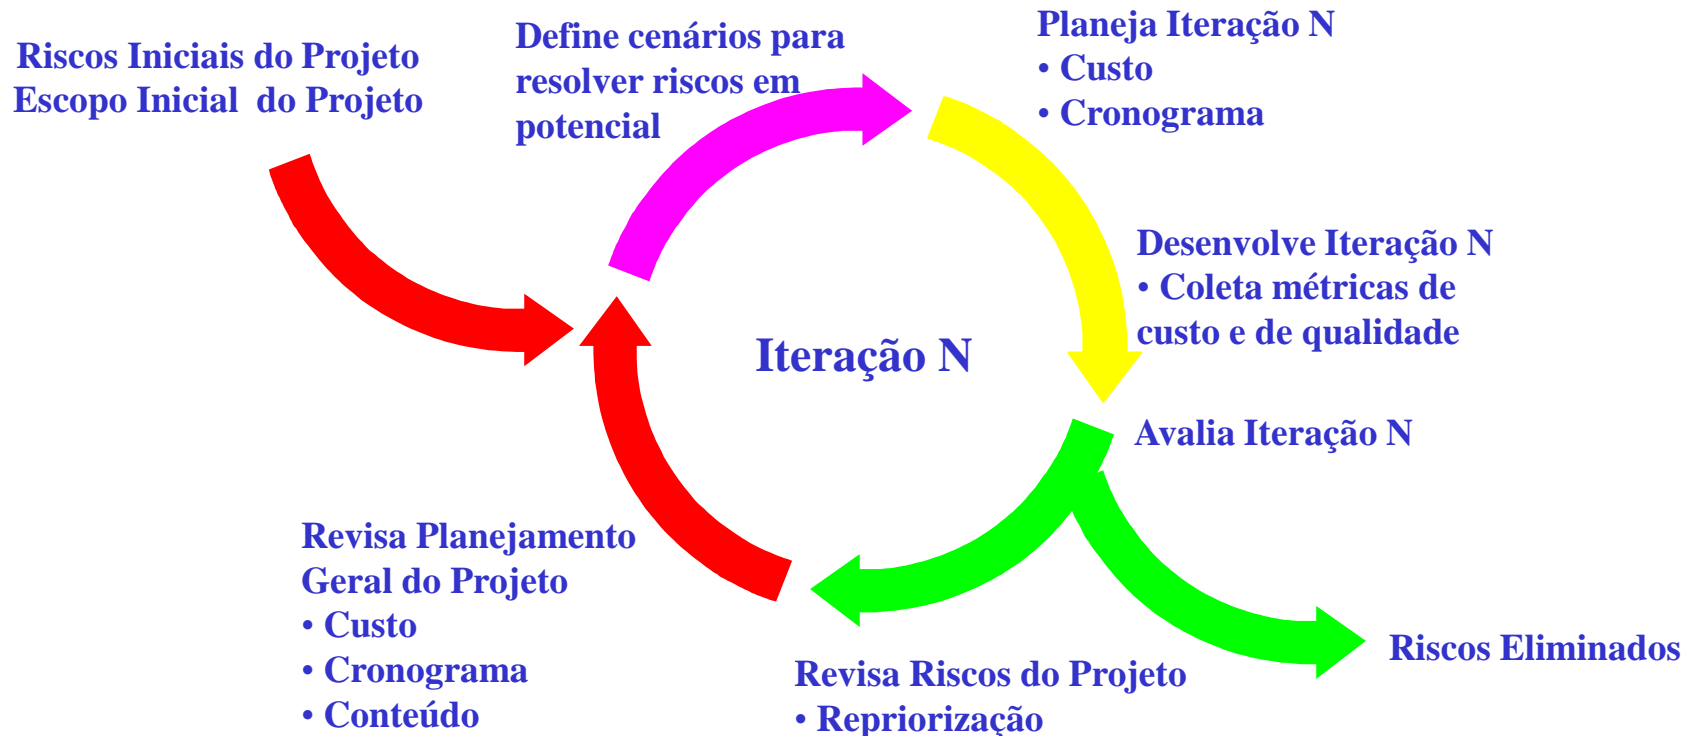 Riscos Iniciais do Projeto
Escopo Inicial do Projeto
Define cenários para
resolver riscos em
potencial
Planeja Iteração N
• Custo
• Cronograma
Desenvolve Iteração N
• Coleta métricas de
custo e de qualidade
Iteração N
Avalia Iteração N
Revisa Planejamento
Geral do Projeto
• Custo
• Cronograma
• Conteúdo
Revisa Riscos do Projeto
• Repriorização
Riscos Eliminados